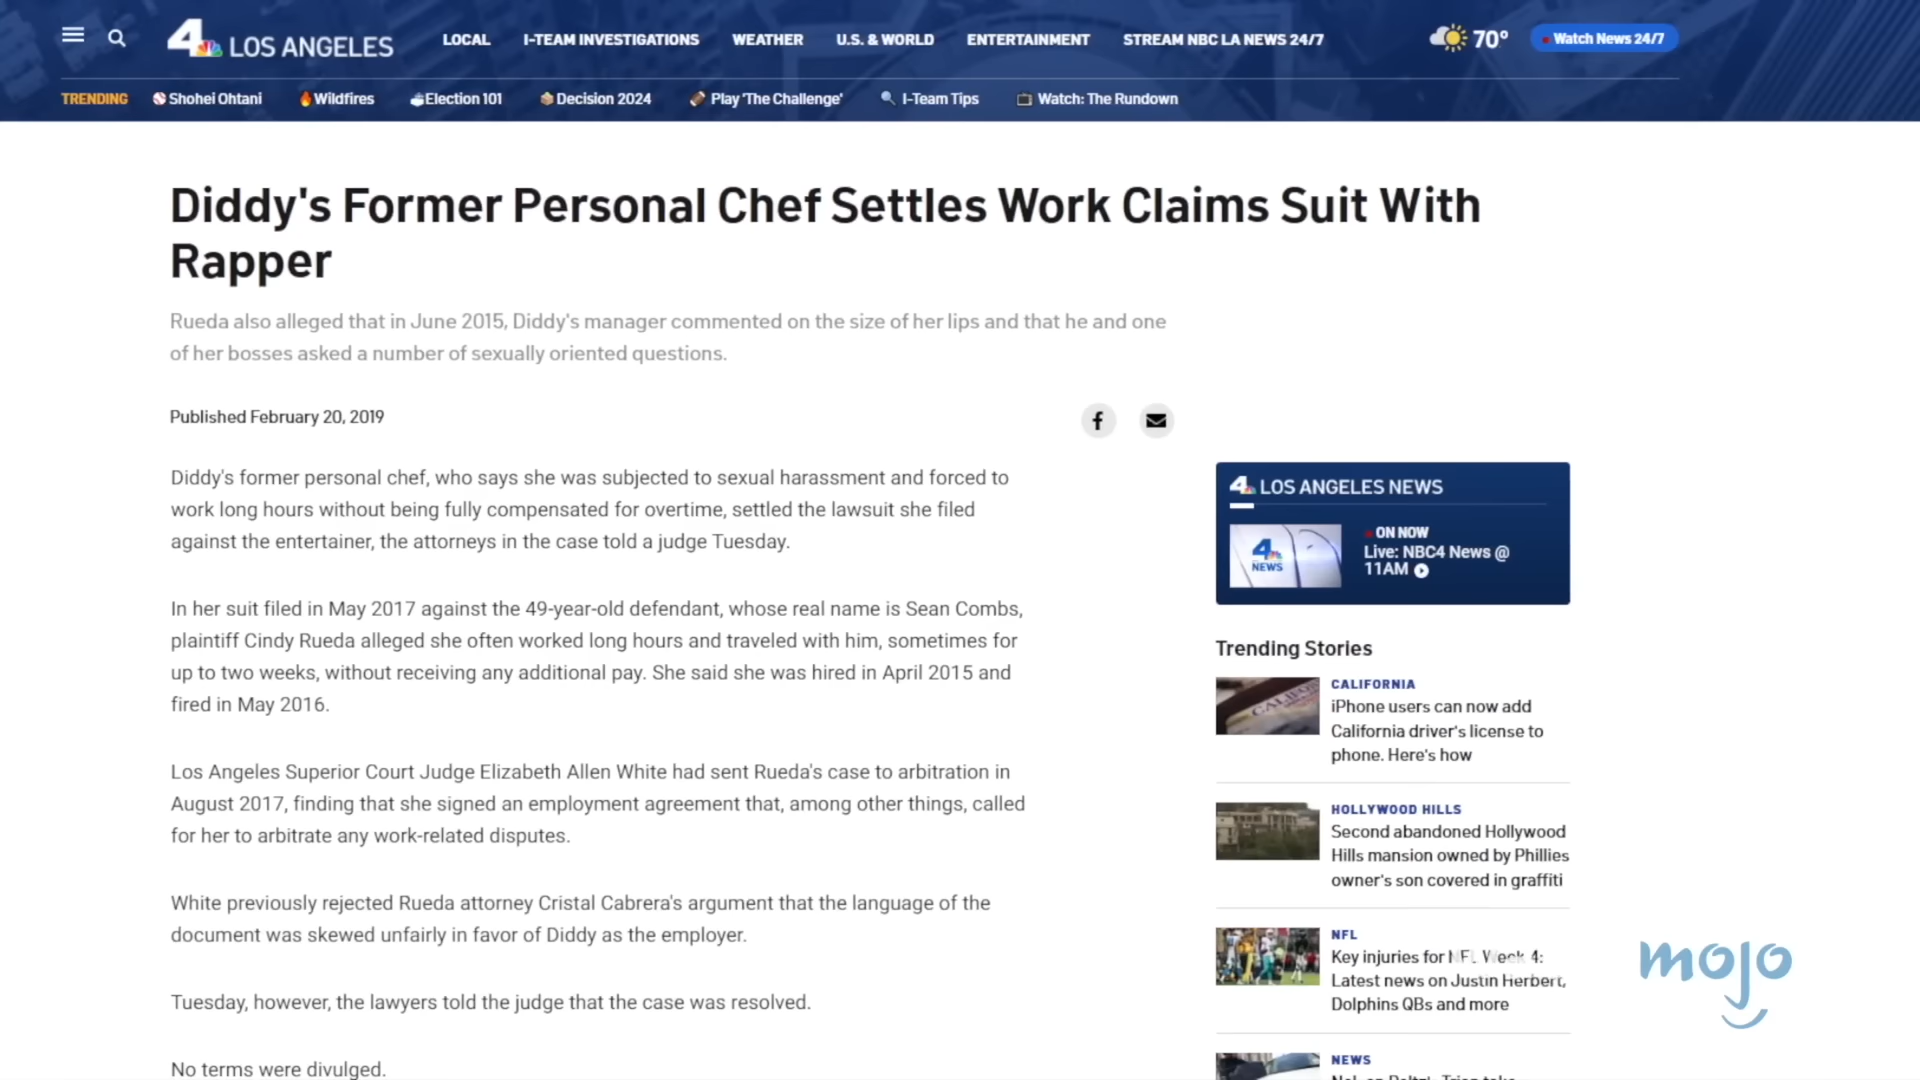 4 LOS ANGELES
LOCAL I-TEAM INVESTIGATIONS WEATHER U.S. & WORLD ENTERTAINMENT STREAM NBC LA NEWS 24/7
70°
Watch News 24/7
TRENDING Shohei Ohtani Wildfires Election 101 Decision 2024 Play 'The Challenge' I-Team Tips Watch: The Rundown
Diddy's Former Personal Chef Settles Work Claims Suit With
Rapper
Rueda also alleged that in June 2015, Diddy's manager commented on the size of her lips and that he and one
of her bosses asked a number of sexually oriented questions.
Published February 20, 2019
Diddy's former personal chef, who says she was subjected to sexual harassment and forced to
work long hours without being fully compensated for overtime, settled the lawsuit she filed
against the entertainer, the attorneys in the case told a judge Tuesday.
In her suit filed in May 2017 against the 49-year-old defendant, whose real name is Sean Combs,
plaintiff Cindy Rueda alleged she often worked long hours and traveled with him, sometimes for
up to two weeks, without receiving any additional pay. She said she was hired in April 2015 and
fired in May 2016.
Los Angeles Superior Court Judge Elizabeth Allen White had sent Rueda's case to arbitration in
August 2017, finding that she signed an employment agreement that, among other things, called
for her to arbitrate any work-related disputes.
White previously rejected Rueda attorney Cristal Cabrera's argument that the language of the
document was skewed unfairly in favor of Diddy as the employer.
Tuesday, however, the lawyers told the judge that the case was resolved.
No terms were divulged.
4 LOS ANGELES NEWS
4
NEWS
ON NOW
Live: NBC4 News @
11AM
Trending Stories
CALIFORNIA
iPhone users can now add
California driver's license to
phone. Here's how
HOLLYWOOD HILLS
Second abandoned Hollywood
Hills mansion owned by Phillies
owner's son covered in graffiti
NFL
Key injuries for NFL Week 4:
Latest news on Justin Herbert,
Dolphins QBs and more
NEWS
mojo